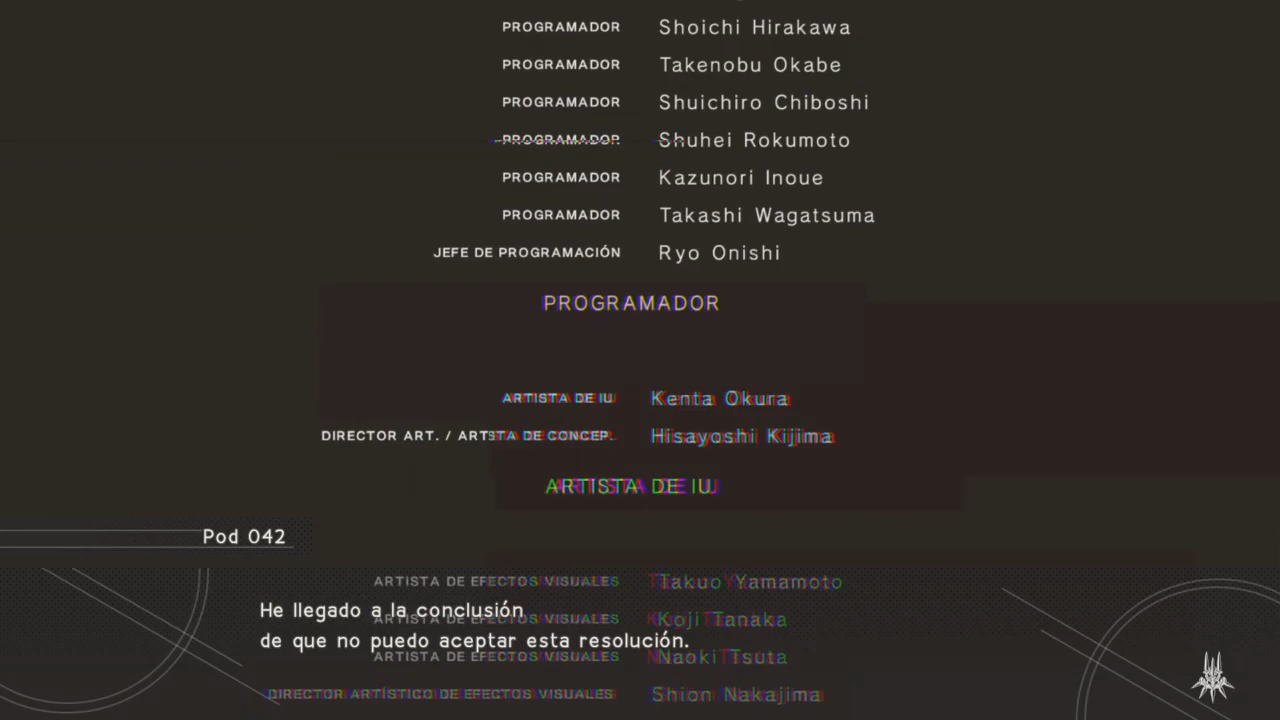 PROGRAMADOR Shoichi Hirakawa
PROGRAMADOR Takenobu Okabe
PROGRAMADOR Shuichiro Chiboshi
PROGRAMADOR Shuhei Rokumoto
PROGRAMADOR Kazunori Inoue
PROGRAMADOR Takashi Wagatsuma
JEFE DE PROGRAMACIÓN Ryo Onishi
PROGRAMADOR
ARTISTA DE IU Kenta Okura
DIRECTOR ART. / ARTISTA DE CONCEP. Hisayoshi Kijima
ARTISTA DE IU
Pod 042
ARTISTA DE EFECTOS VISUALES Takuo Yamamoto
He llegado a la conclusión
ARTISTA DE EFECTOS VISUALES Koji Tanaka
de que no puedo aceptar esta resolución.
ARTISTA DE EFECTOS VISUALES Naoki Tsuta
DIRECTOR ARTÍSTICO DE EFECTOS VISUALES Shion Nakajima